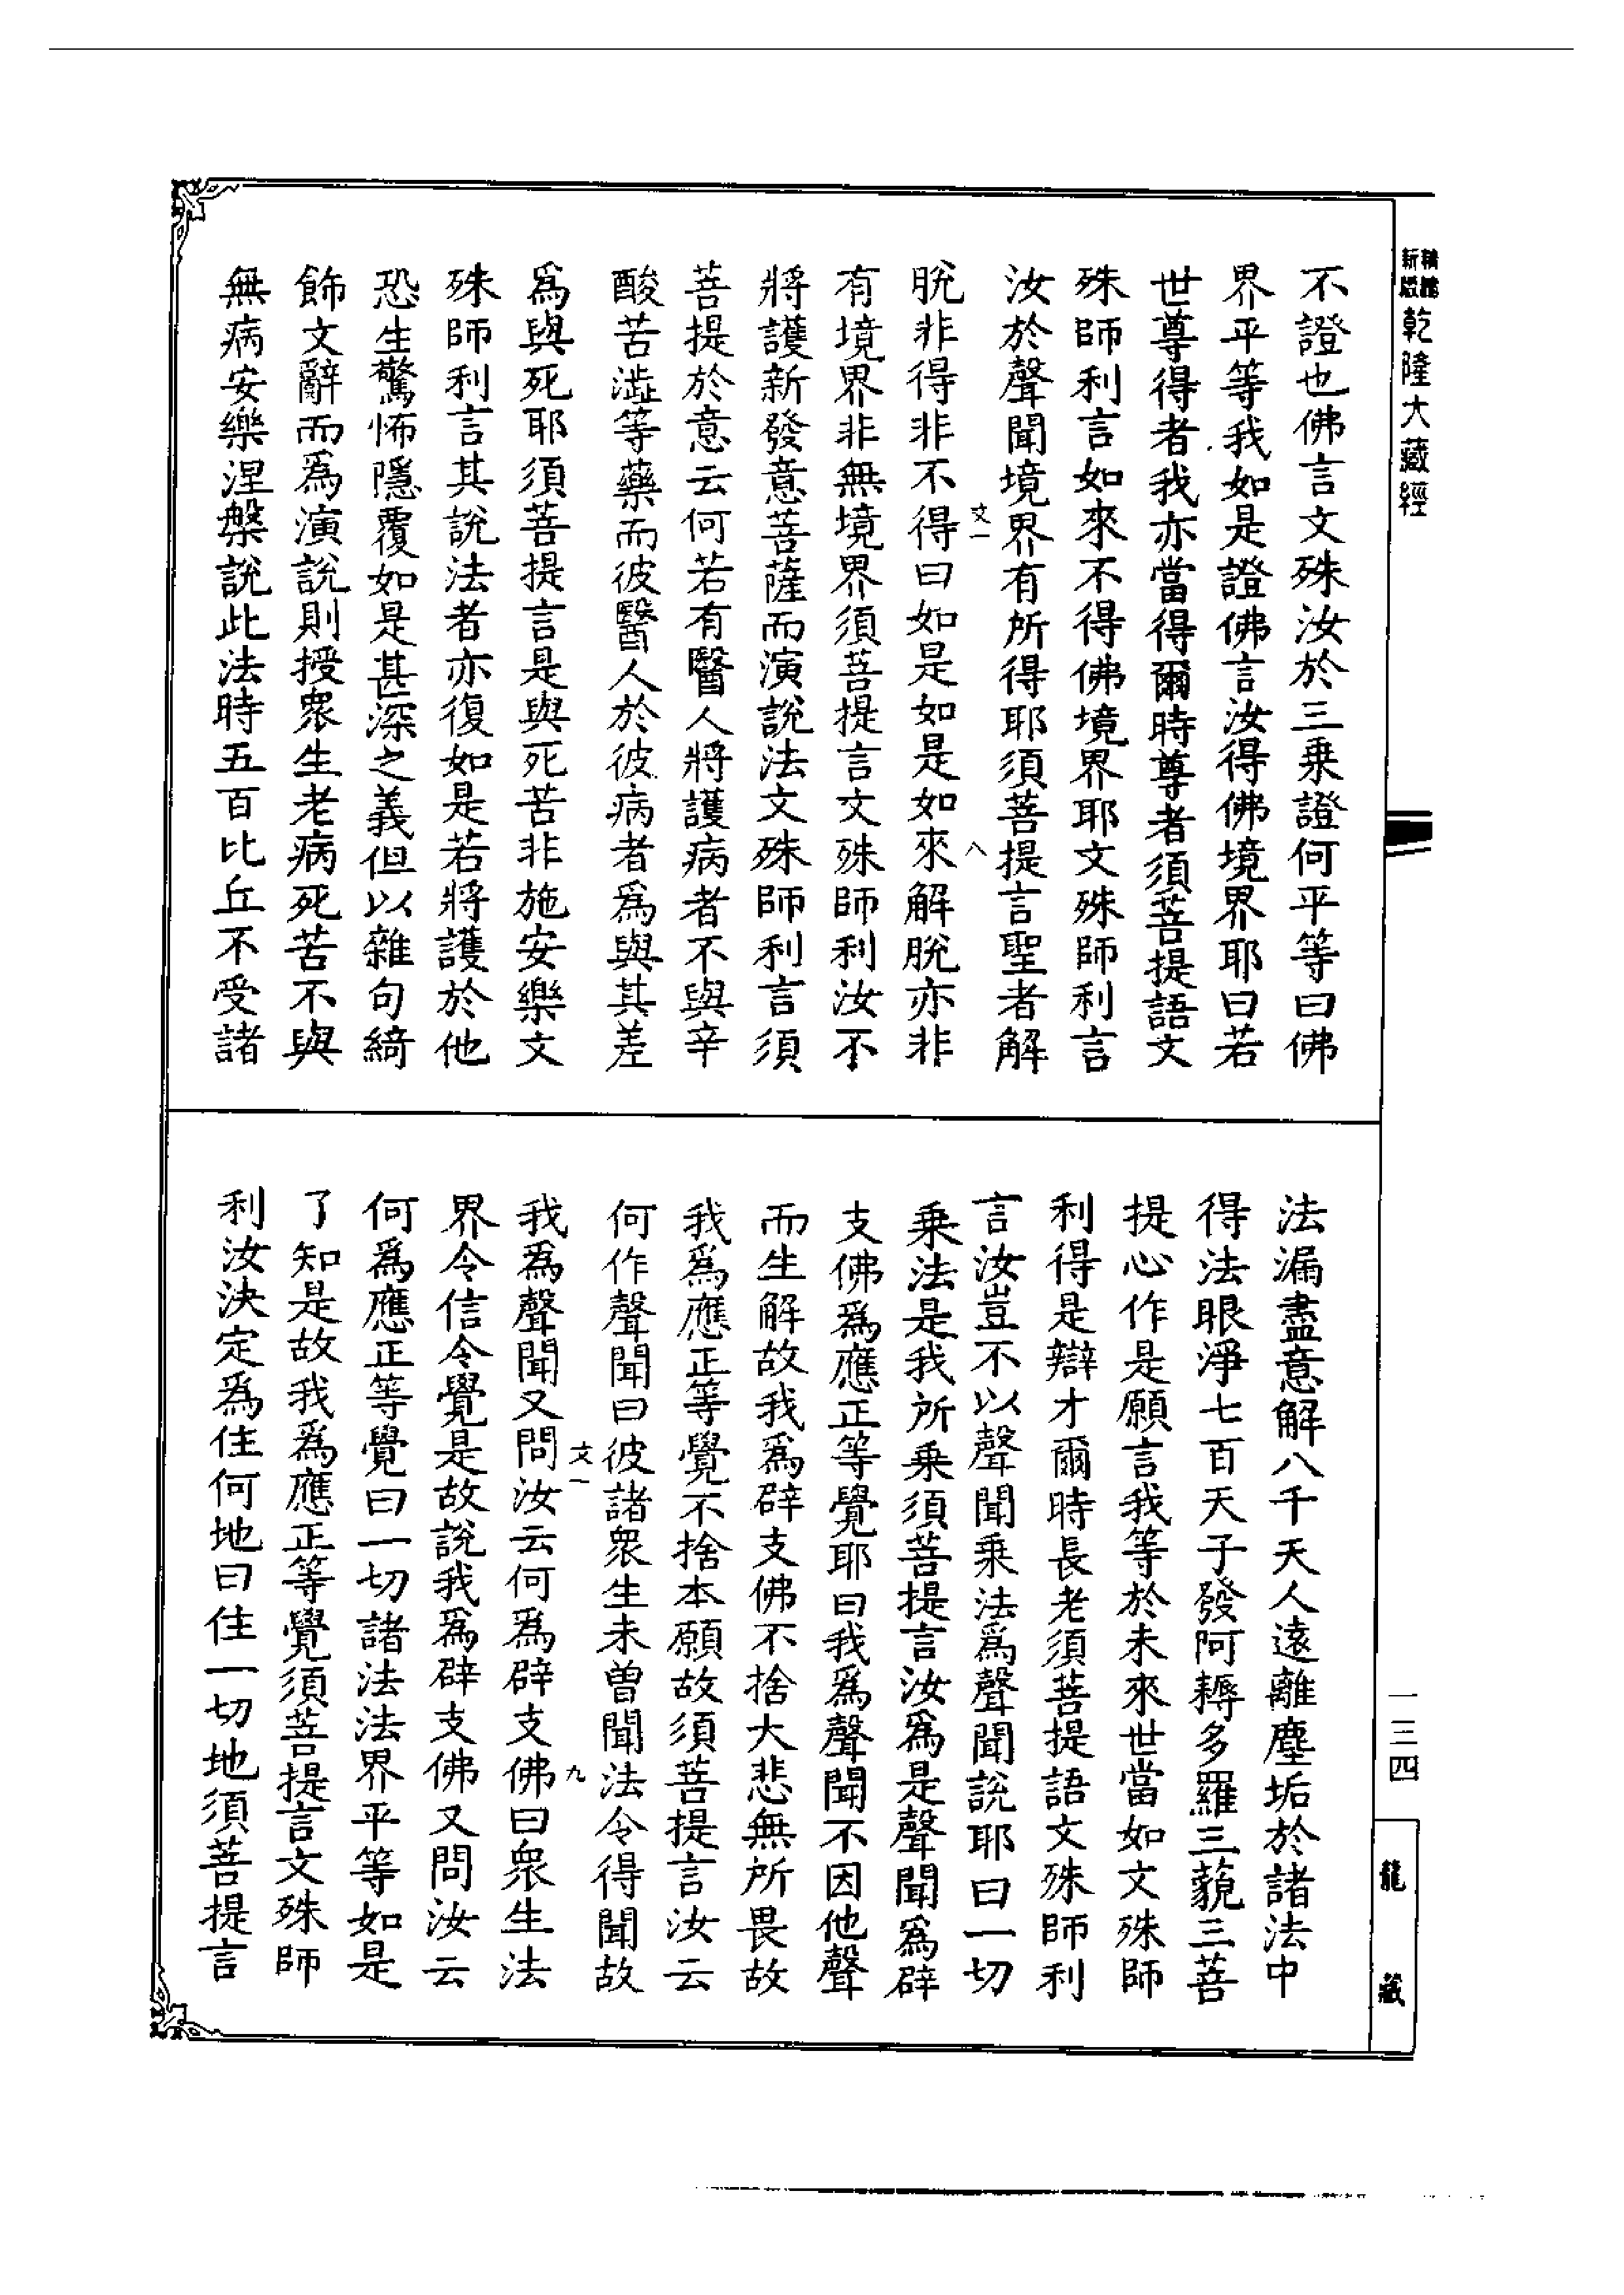 新版精縮乾隆大藏經
不證也佛言文殊汝於三乘證何平等曰佛
界平等我如是證佛言汝得佛境界耶曰若
世尊得者我亦當得爾時尊者須菩提語文
殊師利言如來不得佛境界耶文殊師利言
汝於聲聞境界有所得耶須菩提言聖者解
文一
八
脫非得非不得曰如是如是如來解脫亦非
有境界非無境界須菩提言文殊師利汝不
將護新發意菩薩而演說法文殊師利言須
菩提於意云何若有醫人將護病者不與辛
酸苦澁等藥而彼醫人於彼病者爲與其差
爲與死耶須菩提言是與死苦非施安樂文
殊師利言其說法者亦復如是若將護於他
恐生驚怖隱覆如是甚深之義但以雜句綺
飾文辭而爲演說則授衆生老病死苦不與
無病安樂涅槃說此法時五百比丘不受諸
法漏盡意解八千天人遠離塵垢於諸法中
得法眼淨七百天子發阿耨多羅三藐三菩
提心作是願言我等於未來世當如文殊師
利得是辯才爾時長老須菩提語文殊師利
言汝豈不以聲聞乘法爲聲聞說耶曰一切
乘法是我所乘須菩提言汝爲是聲聞爲辟
支佛爲應正等覺耶曰我爲聲聞不因他聲
而生解故我爲辟支佛不捨大悲無所畏故
我爲應正等覺不捨本願故須菩提言汝云
何作聲聞曰彼諸衆生未曾聞法令得聞故
文一
九
我爲聲聞又問汝云何爲辟支佛曰衆生法
界令信令覺是故說我爲辟支佛又問汝云
何爲應正等覺曰一切諸法法界平等如是
了知是故我爲應正等覺須菩提言文殊師
利汝決定爲住何地曰住一切地須菩提言
一三四
龍藏